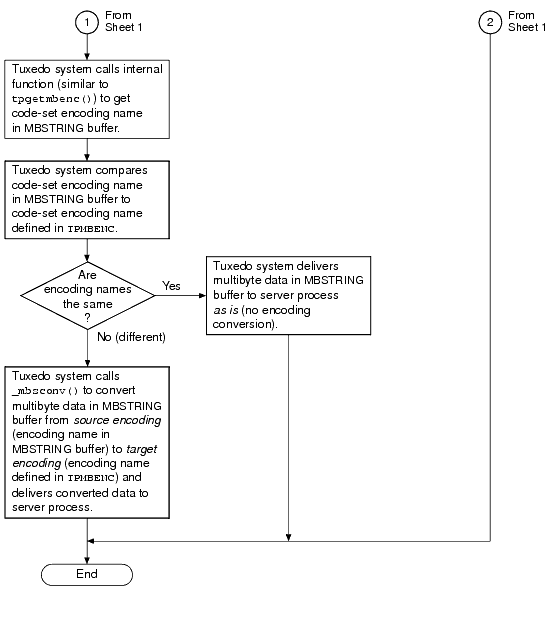 1
From
Sheet 1
2
From
Sheet 1
Tuxedo system calls internal
function (similar to
tpgetmbenc()) to get
code-set encoding name
in MBSTRING buffer.
Tuxedo system compares
code-set encoding name
in MBSTRING buffer to
code-set encoding name
defined in TPMBENC.
Are
encoding names
the same
?
Yes
Tuxedo system delivers
multibyte data in MBSTRING
buffer to server process
as is (no encoding
conversion).
No (different)
Tuxedo system calls
_mbsconv() to convert
multibyte data in MBSTRING
buffer from source encoding
(encoding name in
MBSTRING buffer) to target
encoding (encoding name
defined in TPMBENC) and
delivers converted data to
server process.
End